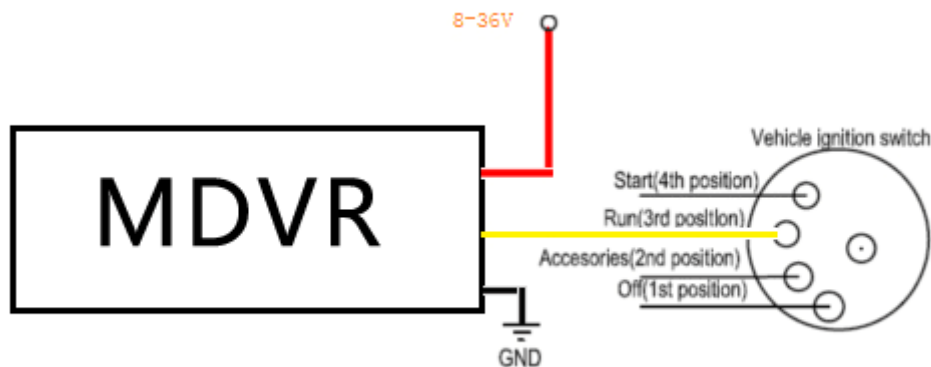 8-36V
MDVR
Vehicle ignition switch
Start(4th position)
Run(3rd position)
Accesories(2nd position)
Off(1st position)
GND